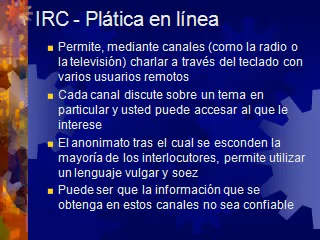 IRC - Plática en línea
Permite, mediante canales (como la radio o
la televisión) charlar a través del teclado con
varios usuarios remotos
Cada canal discute sobre un tema en
particular y usted puede accesar al que le
interese
El anonimato tras el cual se esconden la
mayoría de los interlocutores, permite utilizar
un lenguaje vulgar y soez
Puede ser que la información que se
obtenga en estos canales no sea confiable